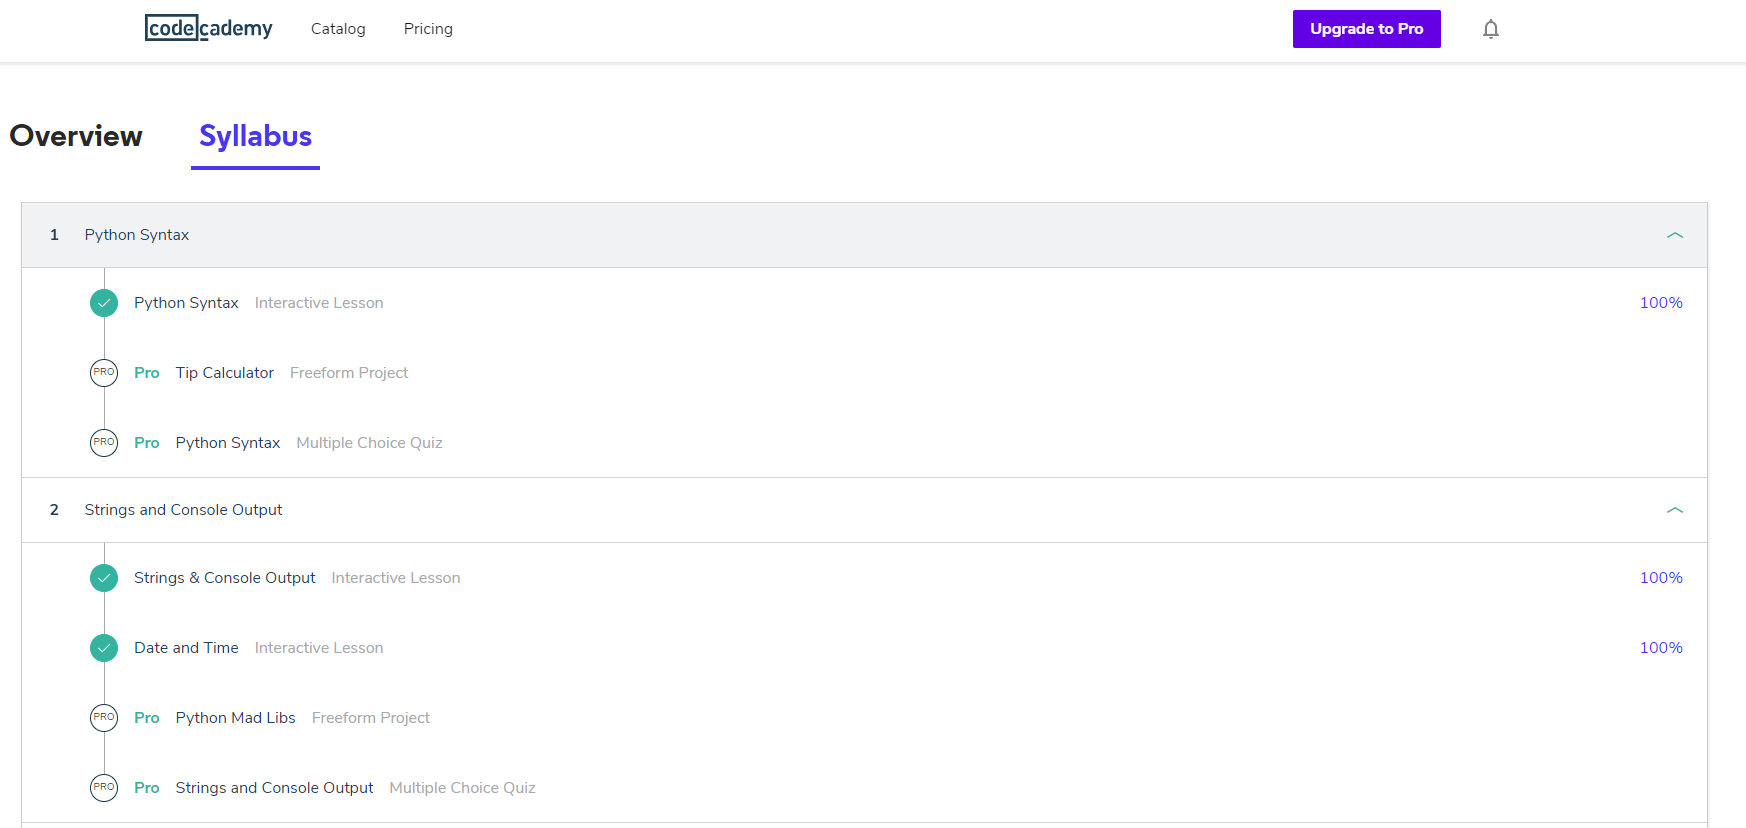 codecademy Catalog Pricing Upgrade to Pro
Overview Syllabus
1 Python Syntax
Python Syntax Interactive Lesson 100%
PRO Pro Tip Calculator Freeform Project
PRO Pro Python Syntax Multiple Choice Quiz
2 Strings and Console Output
Strings & Console Output Interactive Lesson 100%
Date and Time Interactive Lesson 100%
PRO Pro Python Mad Libs Freeform Project
PRO Pro Strings and Console Output Multiple Choice Quiz